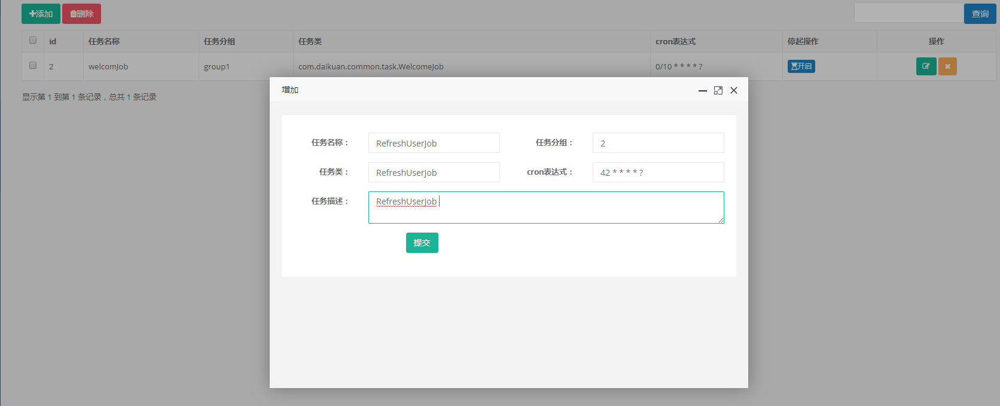 添加 删除 查询
id 任务名称 任务分组 任务类 cron表达式 停起操作 操作
2 welcomJob group1 com.daikuan.common.task.WelcomeJob 0/10 * * * * ? 开启
显示第 1 到第 1 条记录，总共 1 条记录
增加
任务名称： RefreshUserJob 任务分组： 2
任务类： RefreshUserJob cron表达式： 42 * * * * ?
任务描述： RefreshUserJob
提交